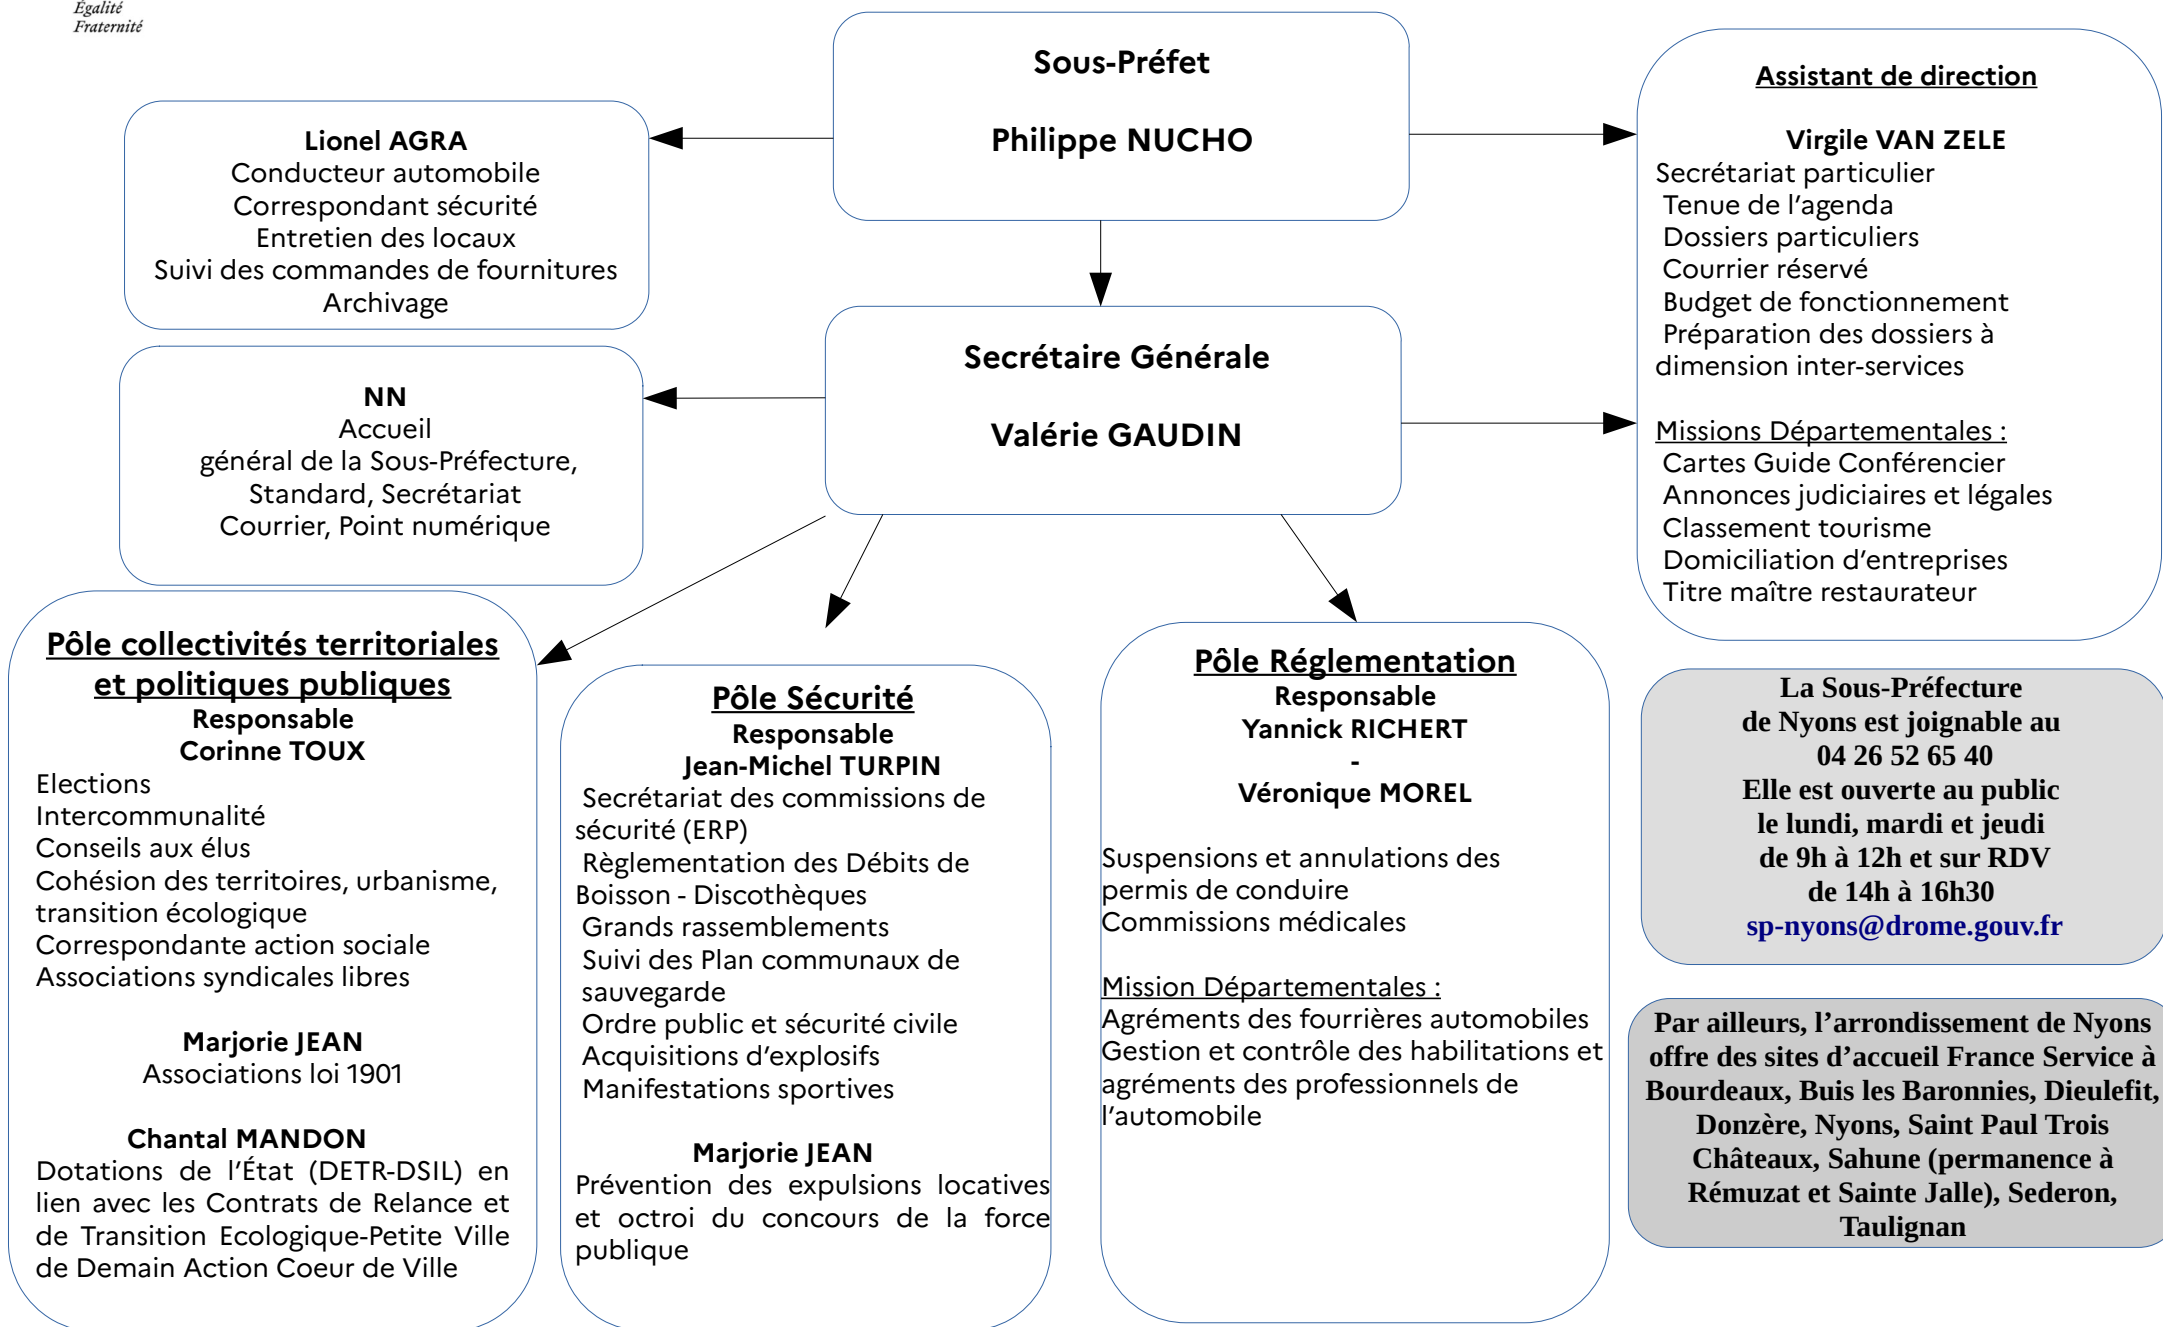 Égalité
Fraternité
Sous-Préfet
Philippe NUCHO
Lionel AGRA
Conducteur automobile
Correspondant sécurité
Entretien des locaux
Suivi des commandes de fournitures
Archivage
Assistant de direction
Virgile VAN ZELE
Secrétariat particulier
Tenue de l’agenda
Dossiers particuliers
Courrier réservé
Budget de fonctionnement
Préparation des dossiers à
dimension inter-services
Missions Départementales :
Cartes Guide Conférencier
Annonces judiciaires et légales
Classement tourisme
Domiciliation d’entreprises
Titre maître restaurateur
Secrétaire Générale
Valérie GAUDIN
NN
Accueil
général de la Sous-Préfecture,
Standard, Secrétariat
Courrier, Point numérique
Pôle collectivités territoriales
et politiques publiques
Responsable
Corinne TOUX
Elections
Intercommunalité
Conseils aux élus
Cohésion des territoires, urbanisme,
transition écologique
Correspondante action sociale
Associations syndicales libres
Marjorie JEAN
Associations loi 1901
Chantal MANDON
Dotations de l’État (DETR-DSIL) en
lien avec les Contrats de Relance et
de Transition Ecologique-Petite Ville
de Demain Action Coeur de Ville
Pôle Sécurité
Responsable
Jean-Michel TURPIN
Secrétariat des commissions de
sécurité (ERP)
Règlementation des Débits de
Boisson - Discothèques
Grands rassemblements
Suivi des Plan communaux de
sauvegarde
Ordre public et sécurité civile
Acquisitions d’explosifs
Manifestations sportives
Marjorie JEAN
Prévention des expulsions locatives
et octroi du concours de la force
publique
Pôle Réglementation
Responsable
Yannick RICHERT
-
Véronique MOREL
Suspensions et annulations des
permis de conduire
Commissions médicales
Mission Départementales :
Agréments des fourrières automobiles
Gestion et contrôle des habilitations et
agréments des professionnels de
l’automobile
La Sous-Préfecture
de Nyons est joignable au
04 26 52 65 40
Elle est ouverte au public
le lundi, mardi et jeudi
de 9h à 12h et sur RDV
de 14h à 16h30
sp-nyons@drome.gouv.fr
Par ailleurs, l’arrondissement de Nyons
offre des sites d’accueil France Service à
Bourdeaux, Buis les Baronnies, Dieulefit,
Donzère, Nyons, Saint Paul Trois
Châteaux, Sahune (permanence à
Rémuzat et Sainte Jalle), Sederon,
Taulignan